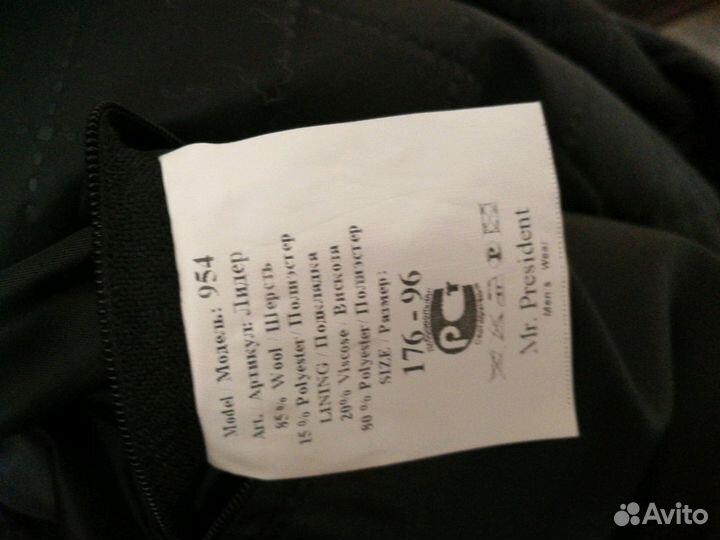 Model Модель: 954
Art. Артикул: Лидер
85% Wool / Шерсть
15% Polyester / Полиэстер
LINING / Подкладка
20% Viscose / Вискоза
80% Polyester / Полиэстер
SIZE / Размер:
176-96
РСТ
P
Mr. President
Men's Wear
Avito